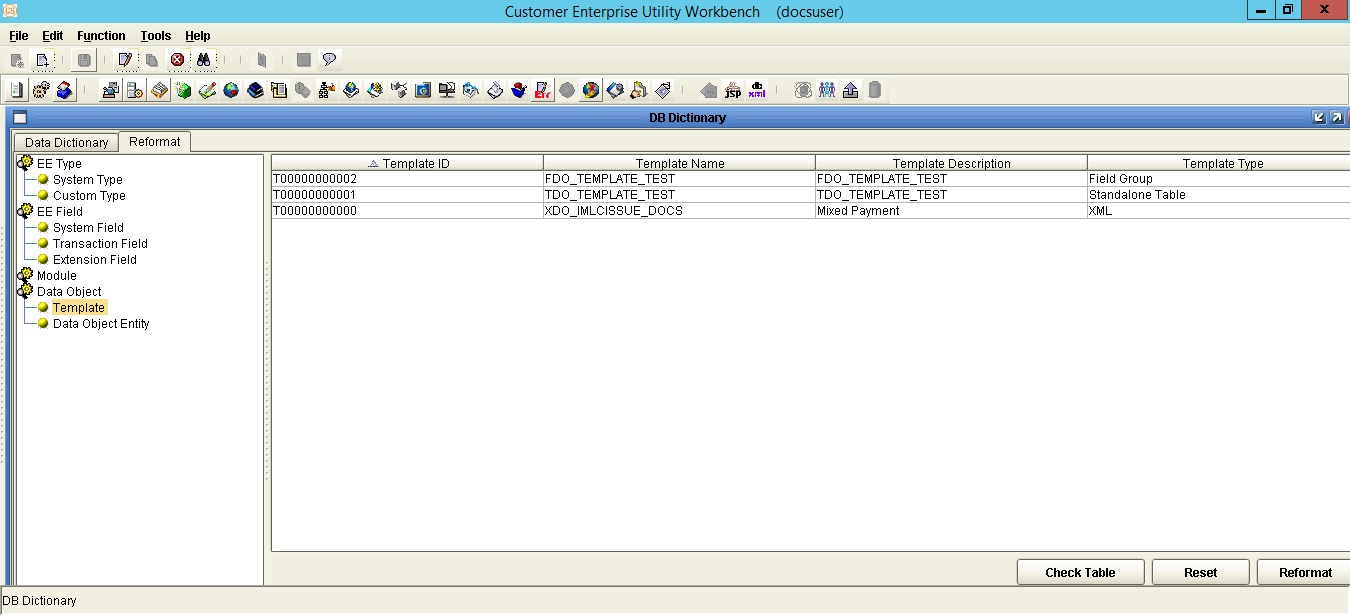 Customer Enterprise Utility Workbench (docsuser)
File Edit Function Tools Help
Err jsp db xml
DB Dictionary
Data Dictionary Reformat
EE Type
System Type
Custom Type
EE Field
System Field
Transaction Field
Extension Field
Module
Data Object
Template
Data Object Entity
Template ID Template Name Template Description Template Type
T00000000002 FDO_TEMPLATE_TEST FDO_TEMPLATE_TEST Field Group
T00000000001 TDO_TEMPLATE_TEST TDO_TEMPLATE_TEST Standalone Table
T00000000000 XDO_IMLCISSUE_DOCS Mixed Payment XML
Check Table Reset Reformat
DB Dictionary